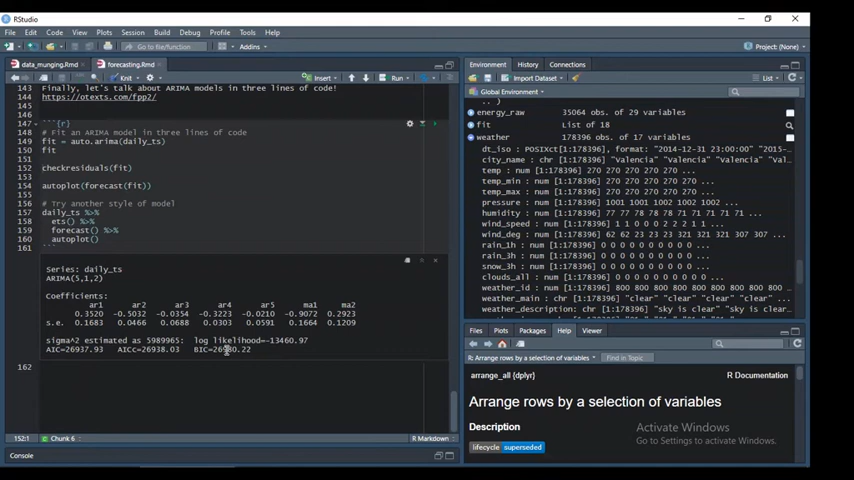 RStudio
File Edit Code View Plots Session Build Debug Profile Tools Help
Go to file/function
Addins
Project: (None)
data_munging.Rmd
forecasting.Rmd
Knit
Insert
Run
143 Finally, let's talk about ARIMA models in three lines of code!
144 https://otexts.com/fpp2/
145
146
147 ```{r}
148 # Fit an ARIMA model in three lines of code
149 fit = auto.arima(daily_ts)
150 fit
151
152 checkresiduals(fit)
153
154 autoplot(forecast(fit))
155
156 # Try another style of model
157 daily_ts %>%
158 ets() %>%
159 forecast() %>%
160 autoplot()
161 ```
Series: daily_ts
ARIMA(5,1,2)
Coefficients:
ar1 ar2 ar3 ar4 ar5 ma1 ma2
0.3520 0.0107 0.0314 -0.3223 -0.0210 -0.9072 0.2923
s.e. 0.1683 0.0466 0.0688 0.0303 0.0591 0.1664 0.1209
sigma^2 estimated as 5989965: log likelihood=-13460.97
AIC=26937.93 AICc=26938.03 BIC=26980.22
162
152:1
Chunk 6
R Markdown
Console
Environment History Connections
Import Dataset
List
Global Environment
.. )
energy_raw 35064 obs. of 29 variables
fit List of 18
weather 178396 obs. of 17 variables
dt_iso : POSIXct[1:178396], format: "2014-12-31 23:00:00" "2015-…
city_name : chr [1:178396] "valencia" "valencia" "valencia" …
temp : num [1:178396] 270 270 270 270 270 ...
temp_min : num [1:178396] 270 270 270 270 270 ...
temp_max : num [1:178396] 270 270 270 270 270 ...
pressure : num [1:178396] 1001 1001 1002 1002 1002 ...
humidity : num [1:178396] 77 77 78 78 78 71 71 71 71 71 ...
wind_speed : num [1:178396] 1 1 0 0 0 2 2 2 1 ...
wind_deg : num [1:178396] 62 62 23 23 23 321 321 321 307 ...
rain_1h : num [1:178396] 0 0 0 0 0 0 0 0 0 0 ...
rain_3h : num [1:178396] 0 0 0 0 0 0 0 0 0 0 ...
snow_3h : num [1:178396] 0 0 0 0 0 0 0 0 0 0 ...
clouds_all : num [1:178396] 0 0 0 0 0 0 0 0 0 0 ...
weather_id : num [1:178396] 800 800 800 800 800 800 ...
weather_main : chr [1:178396] "clear" "clear" "clear" "clear" …
weather_description : chr [1:178396] "sky is clear" "sky is cle…
Files Plots Packages Help Viewer
R: Arrange rows by a selection of variables
Find in Topic
arrange_all {dplyr}
R Documentation
Arrange rows by a selection of variables
Description
lifecycle superseded
Activate Windows
Go to Settings to activate Windows.